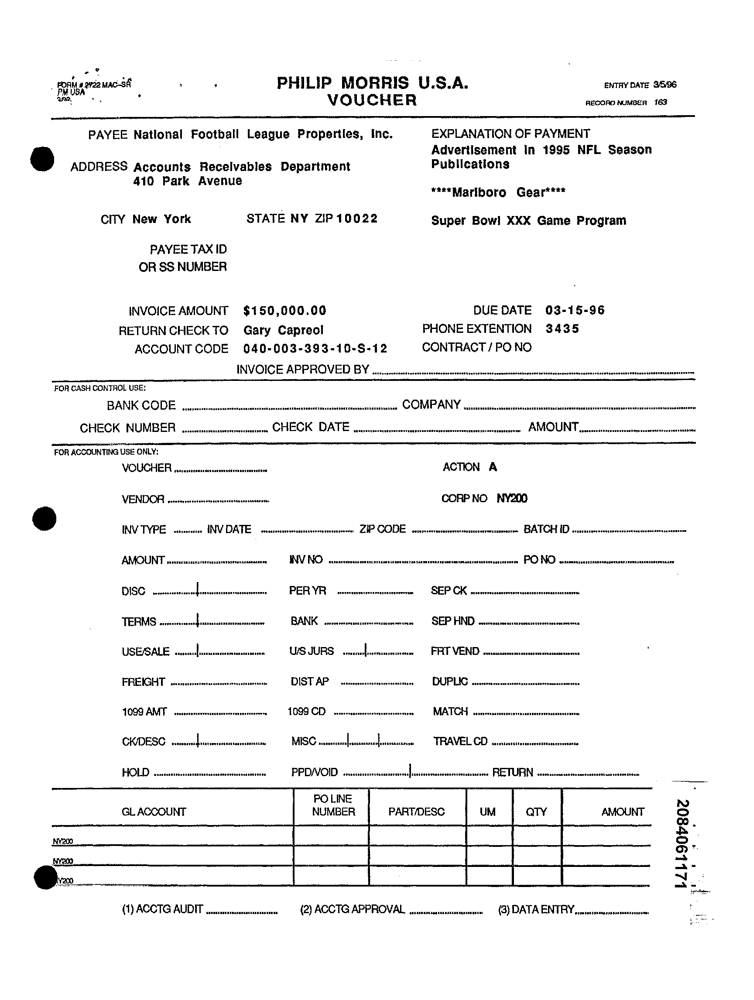 FORM # 2722 MAC-SR
PM USA
PHILIP MORRIS U.S.A.
VOUCHER
ENTRY DATE 3/5/96
RECORD NUMBER 163
PAYEE National Football League Properties, Inc.
EXPLANATION OF PAYMENT
Advertisement in 1995 NFL Season
Publications
ADDRESS Accounts Receivables Department
410 Park Avenue
****Marlboro Gear****
CITY New York STATE NY ZIP 10022
Super Bowl XXX Game Program
PAYEE TAX ID
OR SS NUMBER
INVOICE AMOUNT $150,000.00 DUE DATE 03-15-96
RETURN CHECK TO Gary Capreol PHONE EXTENTION 3435
ACCOUNT CODE 040-003-393-10-S-12 CONTRACT / PO NO
INVOICE APPROVED BY
FOR CASH CONTROL USE:
BANK CODE COMPANY
CHECK NUMBER CHECK DATE AMOUNT
FOR ACCOUNTING USE ONLY:
VOUCHER ACTION A
VENDOR CORP NO NY200
INV TYPE INV DATE ZIP CODE BATCH ID
AMOUNT INV NO PO NO
DISC PER YR SEP CK
TERMS BANK SEP HND
USE/SALE U/S JURS FRT VEND
FREIGHT DIST AP DUPLIC
1099 AMT 1099 CD MATCH
CK/DESC MISC TRAVEL CD
HOLD PPD/VOID RETURN
GL ACCOUNT PO LINE NUMBER PART/DESC UM QTY AMOUNT
NY200
NY200
Y200
(1) ACCTG AUDIT (2) ACCTG APPROVAL (3) DATA ENTRY
2084061171